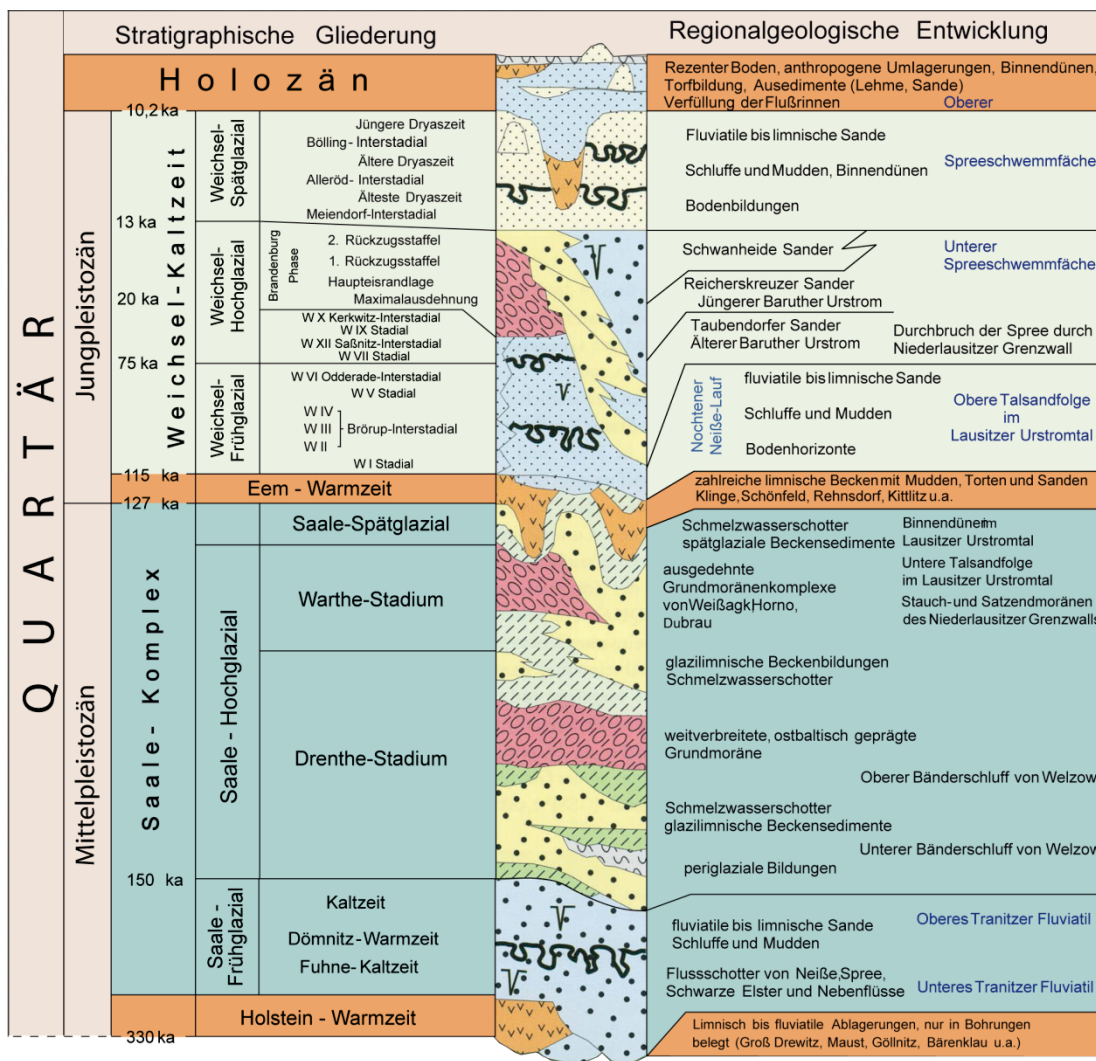 Stratigraphische Gliederung
Regionalgeologische Entwicklung
QUARTÄR
Holozän
Rezenter Boden, anthropogene Umlagerungen, Binnendünen,
Torfbildung, Auesedimente (Lehme, Sande)
Verfüllung der Flußrinnen
Oberer
10,2 ka
Jungpleistozän
Weichsel-Kaltzeit
Weichsel-
Spätglazial
Jüngere Dryaszeit
Bölling-Interstadial
Ältere Dryaszeit
Alleröd-Interstadial
Älteste Dryaszeit
Meiendorf-Interstadial
Fluviatile bis limnische Sande
Schluffe und Mudden, Binnendünen
Bodenbildungen
Spreeschwemmfäche
13 ka
Weichsel-
Hochglazial
Brandenburg
Phase
2. Rückzugsstaffel
1. Rückzugsstaffel
Haupteisrandlage
Maximalausdehnung
20 ka
W X Kerkwitz-Interstadial
W IX Stadial
W XII Saßnitz-Interstadial
W VII Stadial
Schwanheide Sander
Unterer
Spreeschwemmfäche
Reicherskreuzer Sander
Jüngerer Baruther Urstrom
Taubendorfer Sander
Älterer Baruther Urstrom
Durchbruch der Spree durch
Niederlausitzer Grenzwall
75 ka
Weichsel-
Frühglazial
W VI Odderade-Interstadial
W V Stadial
W IV
W III
W II
Brörup-Interstadial
W I Stadial
Nochtener
Neiße-Lauf
fluviatile bis limnische Sande
Schluffe und Mudden
Bodenhorizonte
Obere Talsandfolge
im
Lausitzer Urstromtal
115 ka
Eem - Warmzeit
zahlreiche limnische Becken mit Mudden, Torten und Sanden
Klinge, Schönfeld, Rehnsdorf, Kittlitz u.a.
127 ka
Mittelpleistozän
Saale-Komplex
Saale-Spätglazial
Schmelzwasserschotter
spätglaziale Beckensedimente
Binnendünen im
Lausitzer Urstromtal
Saale - Hochglazial
Warthe-Stadium
ausgedehnte
Grundmoränenkomplexe
von Weißagk, Horno,
Dubrau
Untere Talsandfolge
im Lausitzer Urstromtal
Stauch- und Satzendmoränen
des Niederlausitzer Grenzwalls
Drenthe-Stadium
glazilimnische Beckenbildungen
Schmelzwasserschotter
weitverbreitete, ostbaltisch geprägte
Grundmoräne
Oberer Bänderschluff von Welzow
Schmelzwasserschotter
glazilimnische Beckensedimente
Unterer Bänderschluff von Welzow
periglaziale Bildungen
150 ka
Saale -
Frühglazial
Kaltzeit
Dömnitz-Warmzeit
Fuhne-Kaltzeit
fluviatile bis limnische Sande
Schluffe und Mudden
Oberes Tranitzer Fluviatil
Flussschotter von Neiße, Spree,
Schwarze Elster und Nebenflüsse
Unteres Tranitzer Fluviatil
Holstein - Warmzeit
Limnisch bis fluviatile Ablagerungen, nur in Bohrungen
belegt (Groß Drewitz, Maust, Göllnitz, Bärenklau u.a.)
330 ka